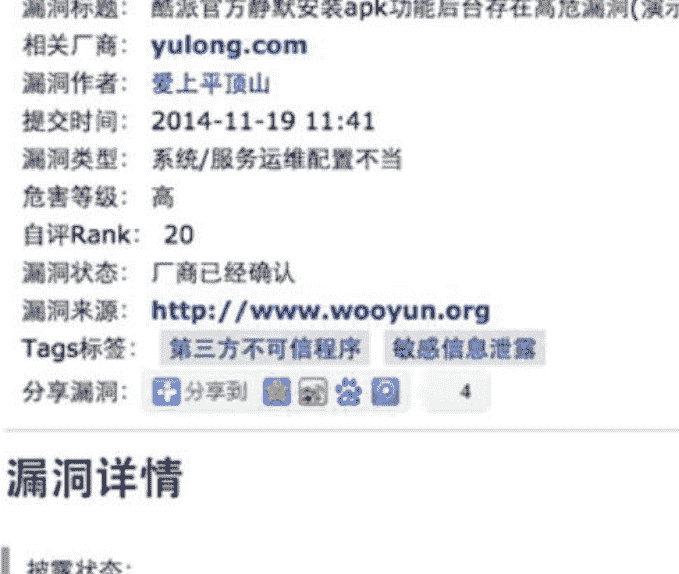 漏洞标题： 酷派官方静默安装apk功能后台存在高危漏洞(演示
相关厂商： yulong.com
漏洞作者： 爱上平顶山
提交时间： 2014-11-19 11:41
漏洞类型： 系统/服务运维配置不当
危害等级： 高
自评Rank： 20
漏洞状态： 厂商已经确认
漏洞来源： http://www.wooyun.org
Tags标签： 第三方不可信程序 敏感信息泄露
分享漏洞： 分享到 4
漏洞详情
披露状态：